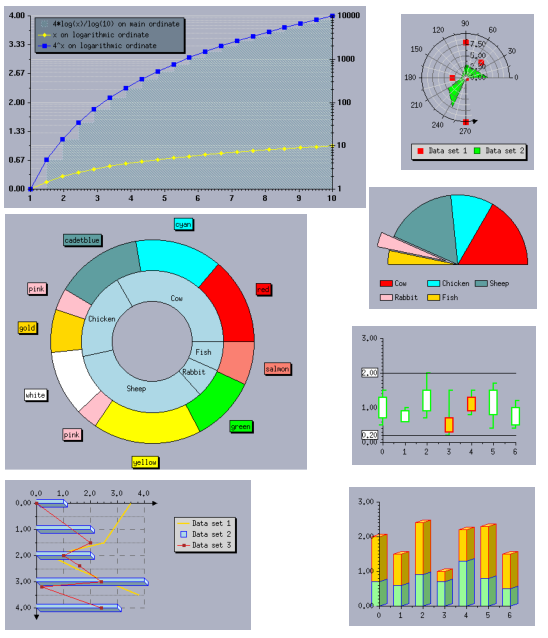 4.00
3.33
2.67
2.00
1.33
0.67
0.00
4*log(x)/log(10) on main ordinate
x on logarithmic ordinate
4^x on logarithmic ordinate
10000
1000
100
10
1
1 2 3 4 5 6 7 8 9 10
90
120 60
150 30
180 0
210
240
270
7.50
0.00
Data set 1 Data set 2
cyan
cadetblue
pink
gold
white
pink
yellow
green
salmon
red
Cow
Chicken
Sheep
Rabbit
Fish
Cow Chicken Sheep
Rabbit Fish
3,00
2,00
1,00
0,20
0,00
0 1 2 3 4 5 6
0,0 1,0 2,0 3,0 4,0
0,00
1,00
2,00
3,00
4,00
Data set 1
Data set 2
Data set 3
3,00
2,00
1,00
0,00
0 1 2 3 4 5 6